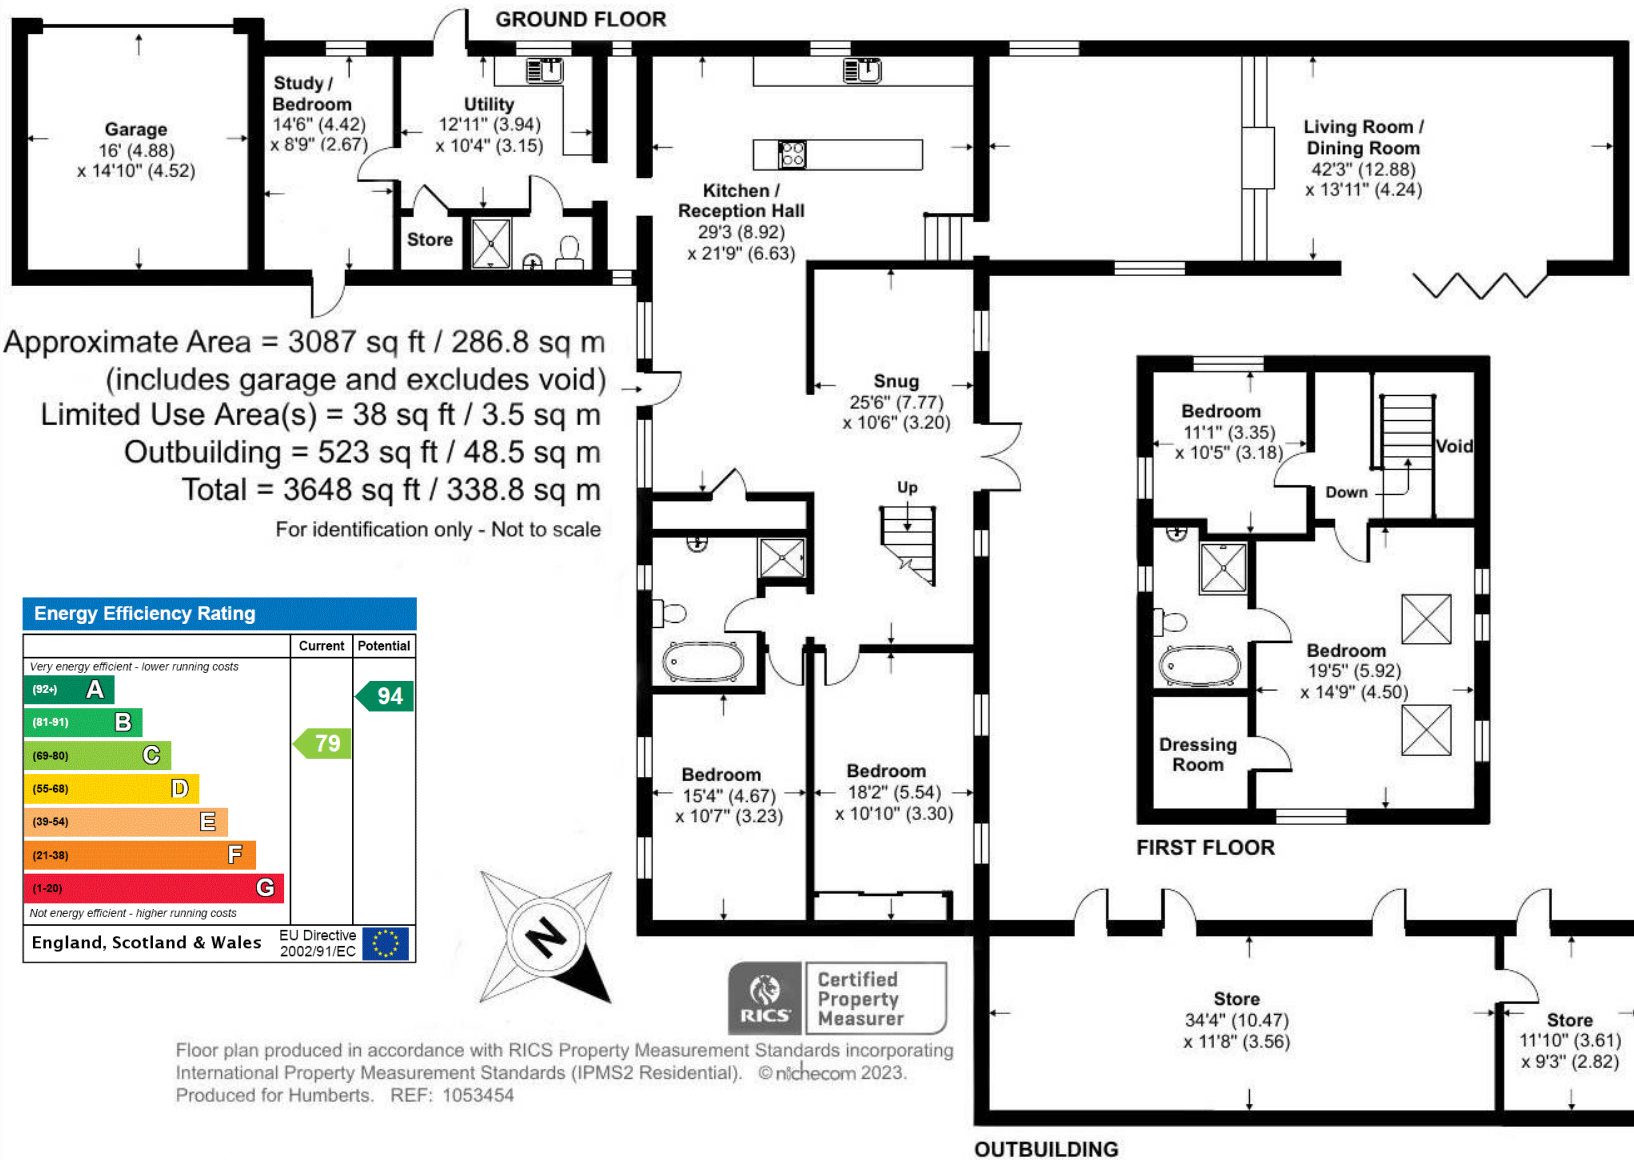 GROUND FLOOR
Garage
16' (4.88)
x 14'10" (4.52)
Study /
Bedroom
14'6" (4.42)
x 8'9" (2.67)
Utility
12'11" (3.94)
x 10'4" (3.15)
Store
Kitchen /
Reception Hall
29'3 (8.92)
x 21'9" (6.63)
Living Room /
Dining Room
42'3" (12.88)
x 13'11" (4.24)
Approximate Area = 3087 sq ft / 286.8 sq m
(includes garage and excludes void)
Limited Use Area(s) = 38 sq ft / 3.5 sq m
Outbuilding = 523 sq ft / 48.5 sq m
Total = 3648 sq ft / 338.8 sq m
For identification only - Not to scale
Snug
25'6" (7.77)
x 10'6" (3.20)
Up
Bedroom
15'4" (4.67)
x 10'7" (3.23)
Bedroom
18'2" (5.54)
x 10'10" (3.30)
Bedroom
11'1" (3.35)
x 10'5" (3.18)
Void
Down
Bedroom
19'5" (5.92)
x 14'9" (4.50)
Dressing
Room
FIRST FLOOR
Energy Efficiency Rating
Current Potential
Very energy efficient - lower running costs
(92+) A
94
(81-91) B
(69-80) C
79
(55-68) D
(39-54) E
(21-38) F
(1-20) G
Not energy efficient - higher running costs
England, Scotland & Wales
EU Directive
2002/91/EC
N
RICS
Certified
Property
Measurer
Store
34'4" (10.47)
x 11'8" (3.56)
Store
11'10" (3.61)
x 9'3" (2.82)
OUTBUILDING
Floor plan produced in accordance with RICS Property Measurement Standards incorporating
International Property Measurement Standards (IPMS2 Residential). © nichecom 2023.
Produced for Humberts. REF: 1053454